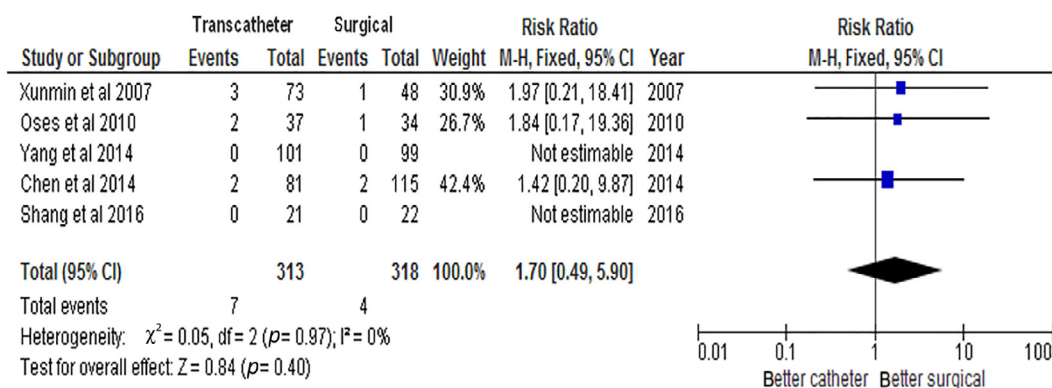 Transcatheter Surgical Risk Ratio Risk Ratio
Study or Subgroup Events Total Events Total Weight M-H, Fixed, 95% CI Year M-H, Fixed, 95% CI
Xunmin et al 2007 3 73 1 48 30.9% 1.97 [0.21, 18.41] 2007
Oses et al 2010 2 37 1 34 26.7% 1.84 [0.17, 19.36] 2010
Yang et al 2014 0 101 0 99 Not estimable 2014
Chen et al 2014 2 81 2 115 42.4% 1.42 [0.20, 9.87] 2014
Shang et al 2016 0 21 0 22 Not estimable 2016
Total (95% CI) 313 318 100.0% 1.70 [0.49, 5.90]
Total events 7 4
Heterogeneity: χ² = 0.05, df = 2 (p= 0.97); I² = 0%
Test for overall effect: Z = 0.84 (p= 0.40)
0.01 0.1 1 10 100
Better catheter Better surgical